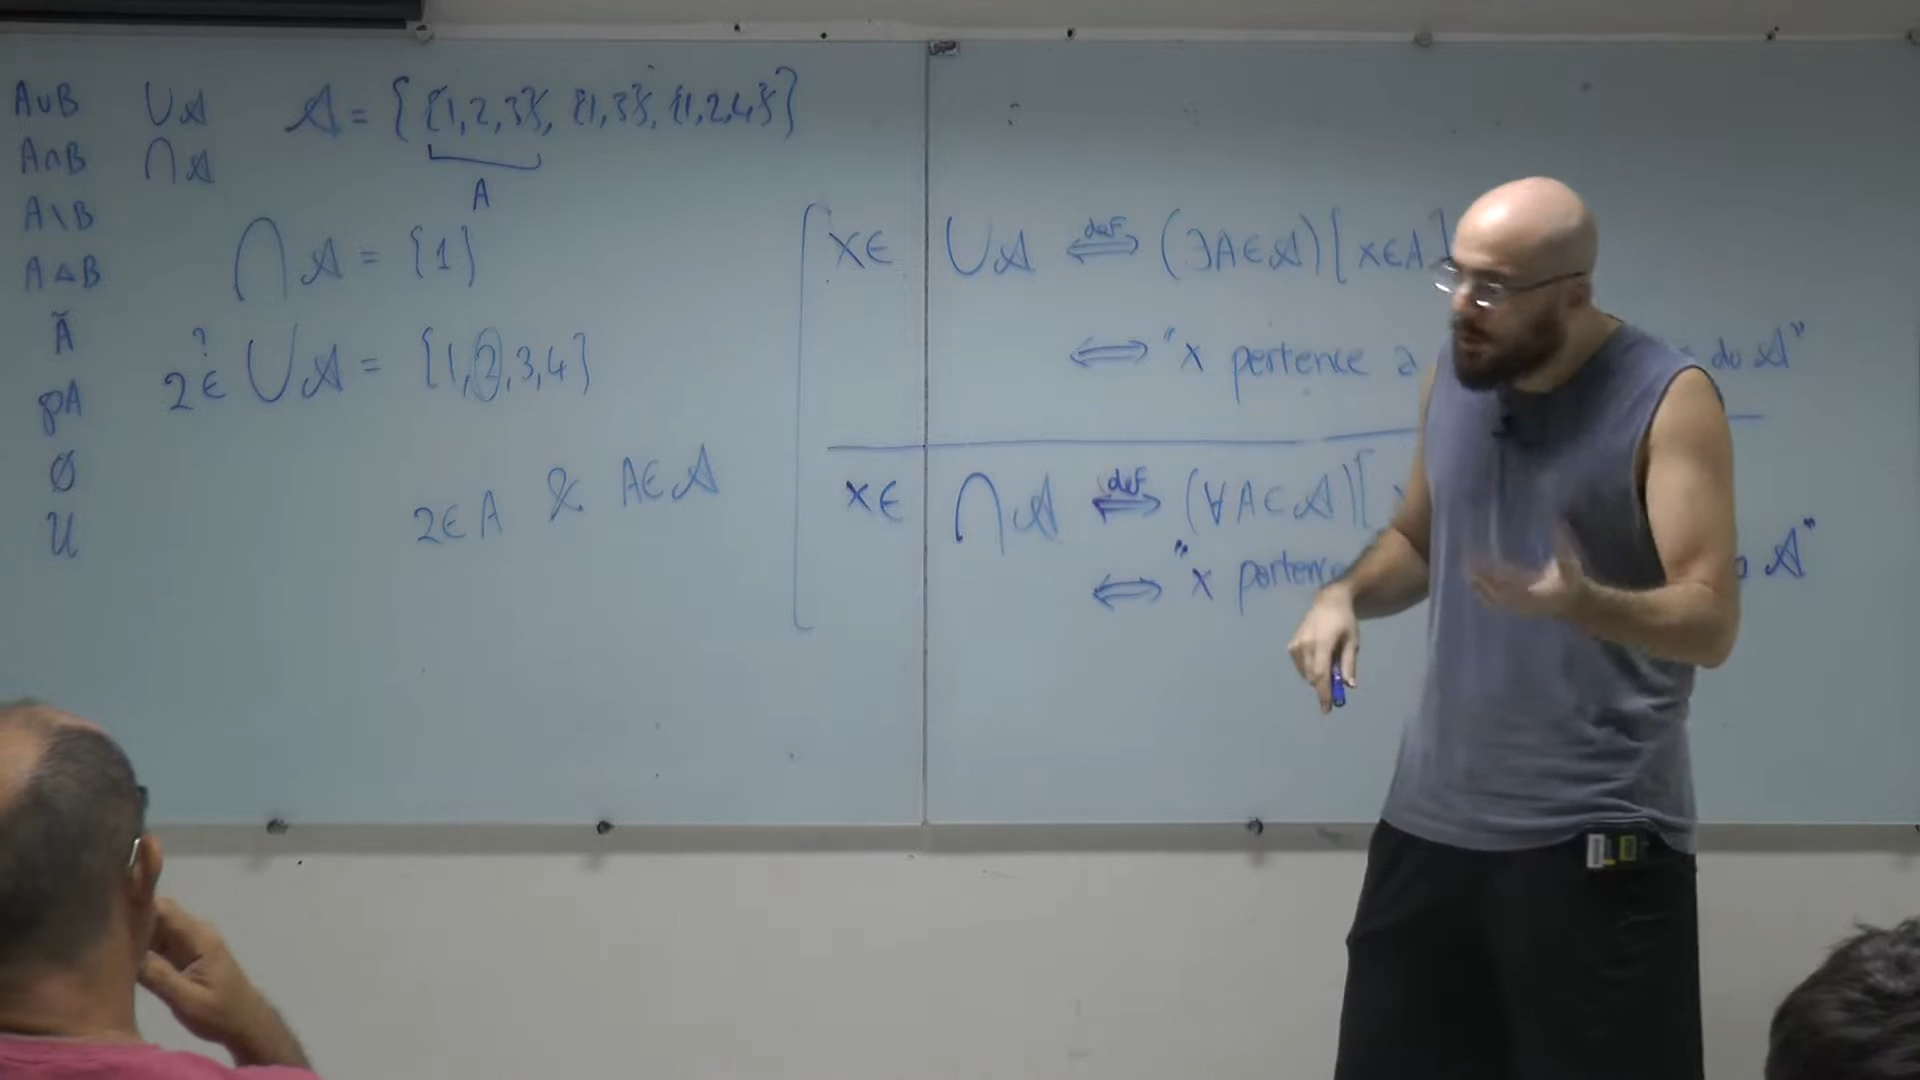 A∪B
A∩B
A\B
A△B
Ã
℘A
∅
U
⋃𝒜
⋂𝒜
𝒜 = {{1,2,3}, {1,3}, {1,2,4}}
A
⋂𝒜 = {1}
?
2 ∈ ⋃𝒜 = {1,2,3,4}
2∈A & A∈𝒜
x∈ ⋃𝒜 ⟺def (∃A∈𝒜)[x∈A]
⟺ "x pertence a do 𝒜"
x∈ ⋂𝒜 ⟺def (∀A∈𝒜)[
⟺ "x pertence 𝒜"